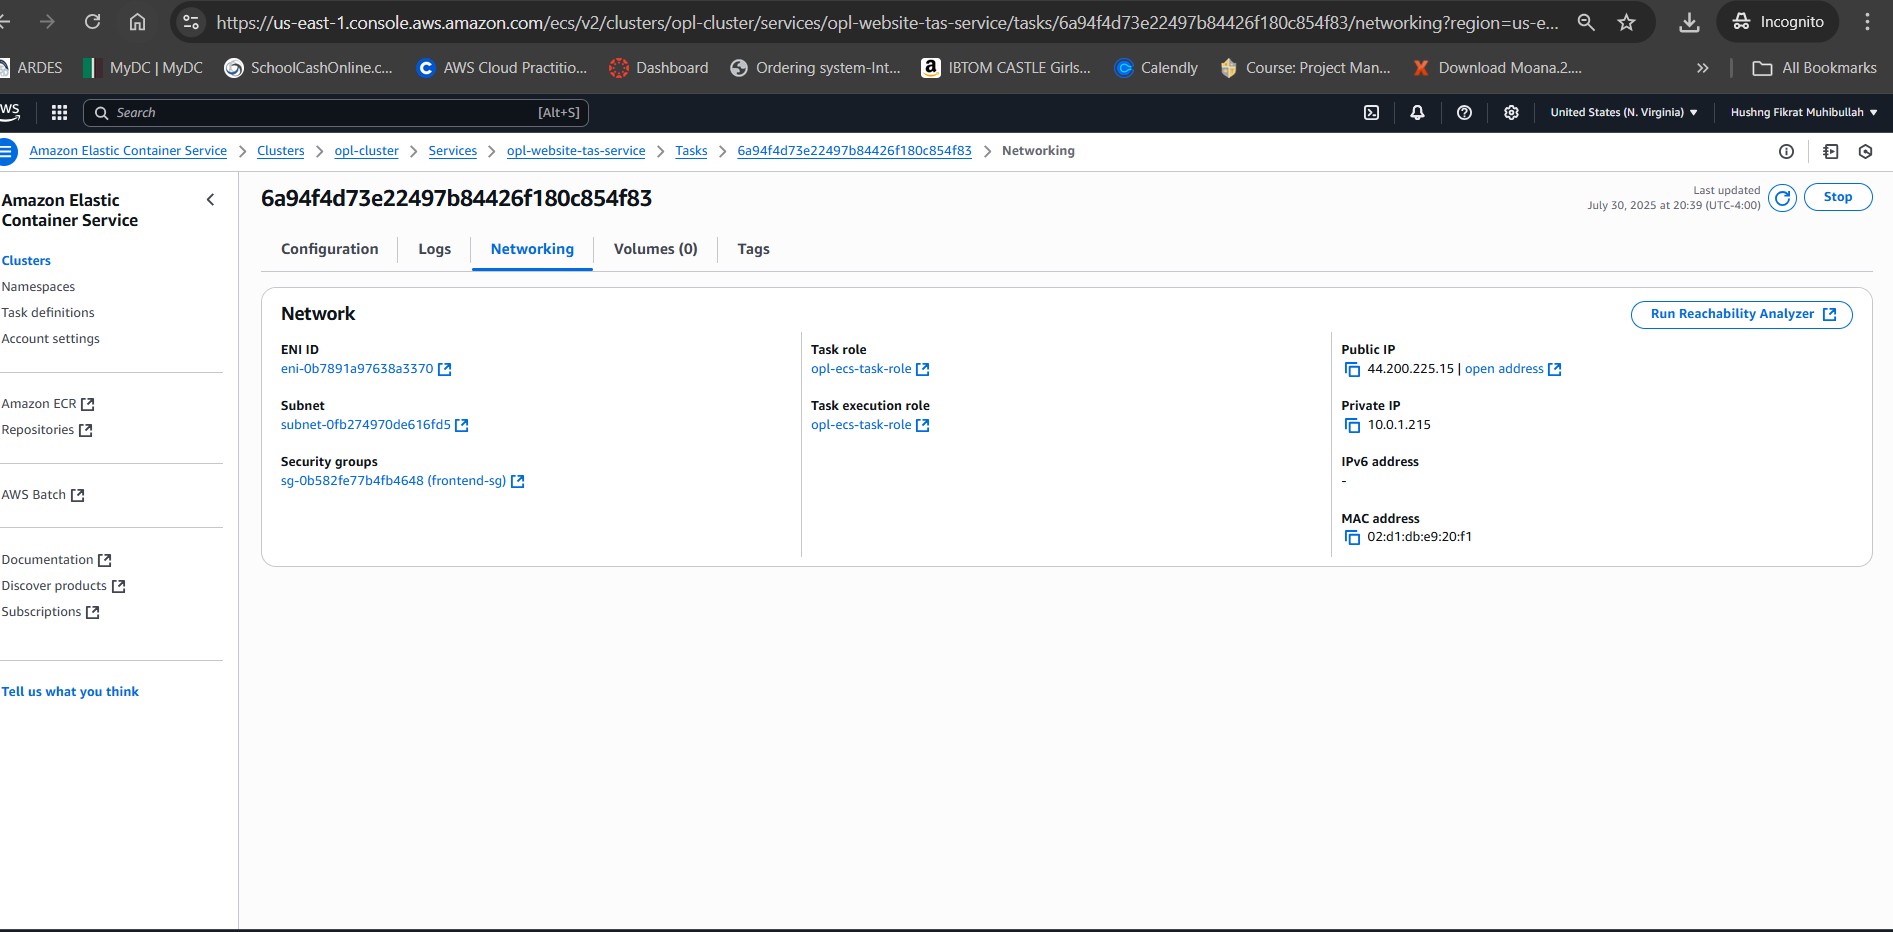 https://us-east-1.console.aws.amazon.com/ecs/v2/clusters/opl-cluster/services/opl-website-tas-service/tasks/6a94f4d73e22497b84426f180c854f83/networking?region=us-e...
Incognito
ARDES
MyDC | MyDC
SchoolCashOnline.c...
AWS Cloud Practitio...
Dashboard
Ordering system-Int...
IBTOM CASTLE Girls...
Calendly
Course: Project Man...
Download Moana.2....
All Bookmarks
Search
[Alt+S]
United States (N. Virginia)
Hushng Fikrat Muhibullah
Amazon Elastic Container Service > Clusters > opl-cluster > Services > opl-website-tas-service > Tasks > 6a94f4d73e22497b84426f180c854f83 > Networking
Amazon Elastic
Container Service
Clusters
Namespaces
Task definitions
Account settings
Amazon ECR
Repositories
AWS Batch
Documentation
Discover products
Subscriptions
Tell us what you think
6a94f4d73e22497b84426f180c854f83
Last updated
July 30, 2025 at 20:39 (UTC-4:00)
Stop
Configuration
Logs
Networking
Volumes (0)
Tags
Network
Run Reachability Analyzer
ENI ID
eni-0b7891a97638a3370
Subnet
subnet-0fb274970de616fd5
Security groups
sg-0b582fe77b4fb4648 (frontend-sg)
Task role
opl-ecs-task-role
Task execution role
opl-ecs-task-role
Public IP
44.200.225.15 | open address
Private IP
10.0.1.215
IPv6 address
-
MAC address
02:d1:db:e9:20:f1